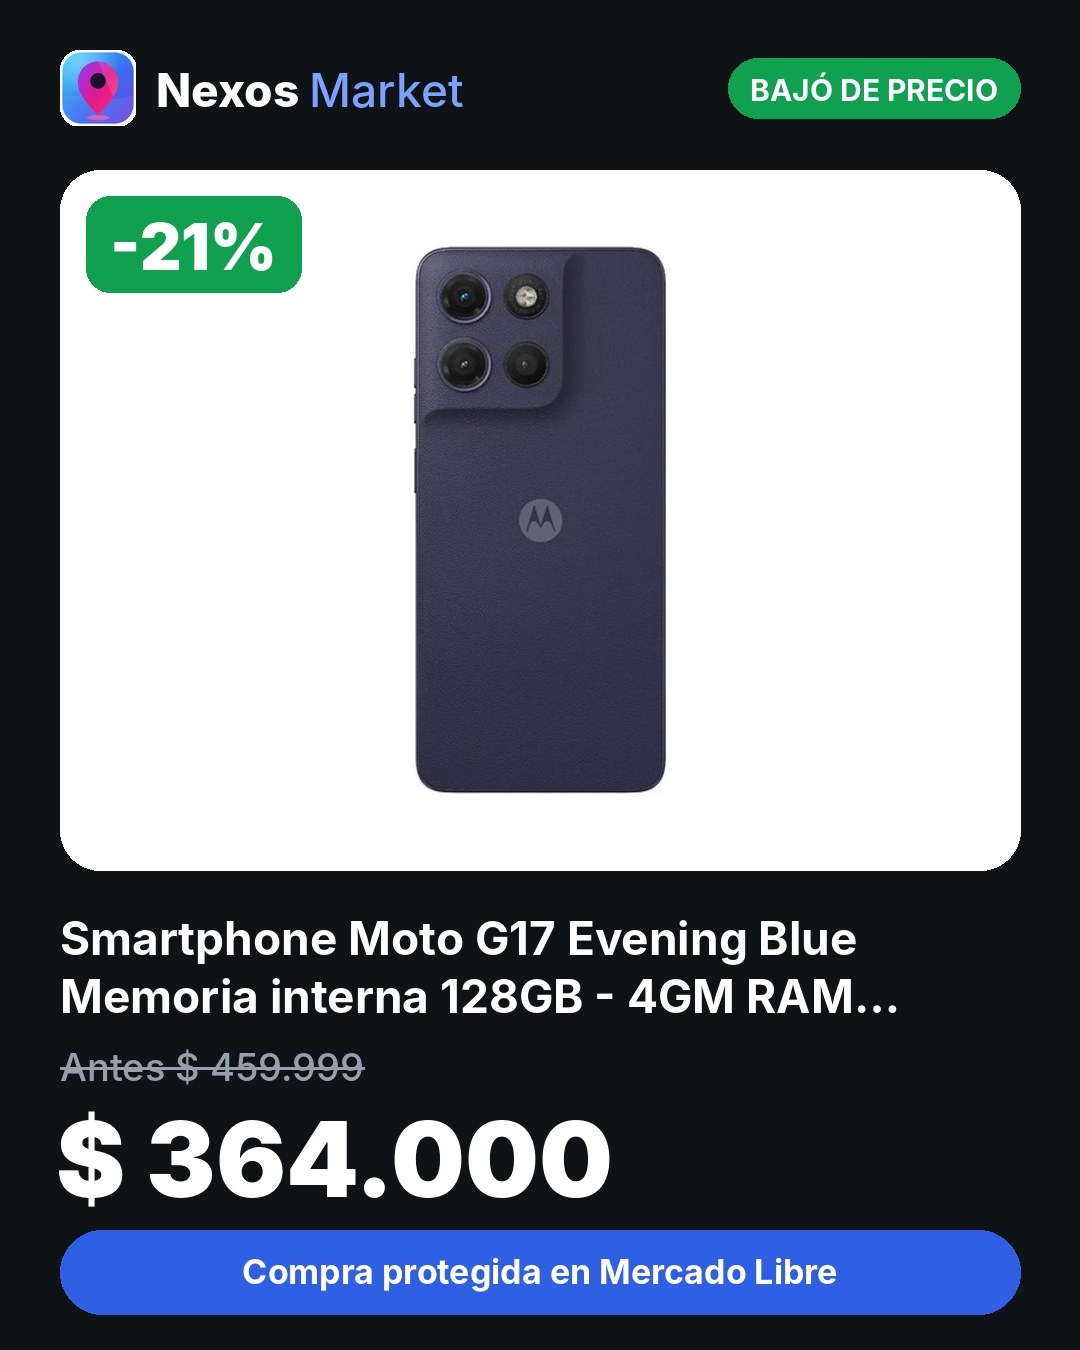 Nexos Market
BAJÓ DE PRECIO
-21%
Smartphone Moto G17 Evening Blue
Memoria interna 128GB - 4GM RAM...
Antes $ 459.999
$ 364.000
Compra protegida en Mercado Libre